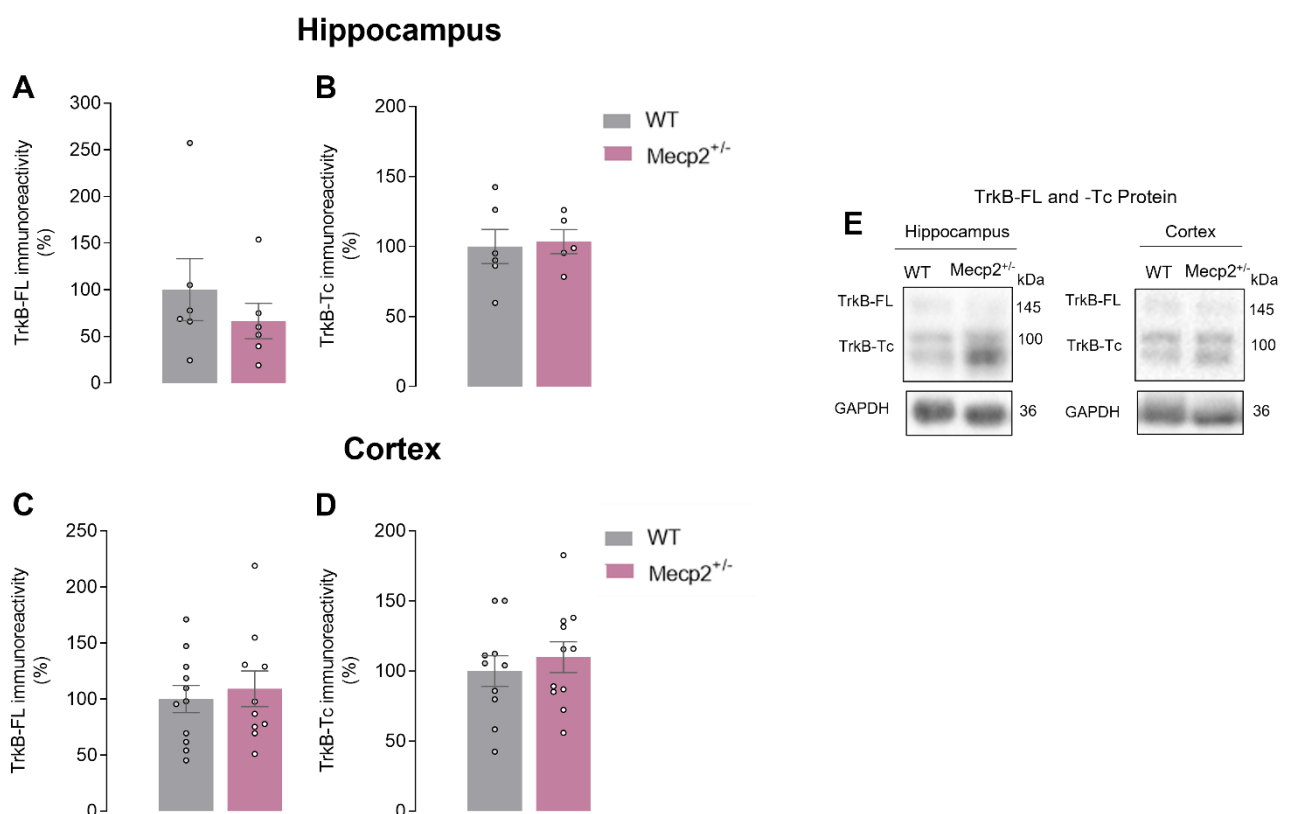 Hippocampus
A
TrkB-FL immunoreactivity
(%)
300
250
200
150
100
50
0
B
TrkB-Tc immunoreactivity
(%)
200
150
100
50
0
WT
Mecp2+/-
Cortex
C
TrkB-FL immunoreactivity
(%)
250
200
150
100
50
0
D
TrkB-Tc immunoreactivity
(%)
200
150
100
50
0
WT
Mecp2+/-
TrkB-FL and -Tc Protein
E
Hippocampus
WT Mecp2+/- kDa
TrkB-FL 145
TrkB-Tc 100
GAPDH 36
Cortex
WT Mecp2+/- kDa
TrkB-FL 145
TrkB-Tc 100
GAPDH 36